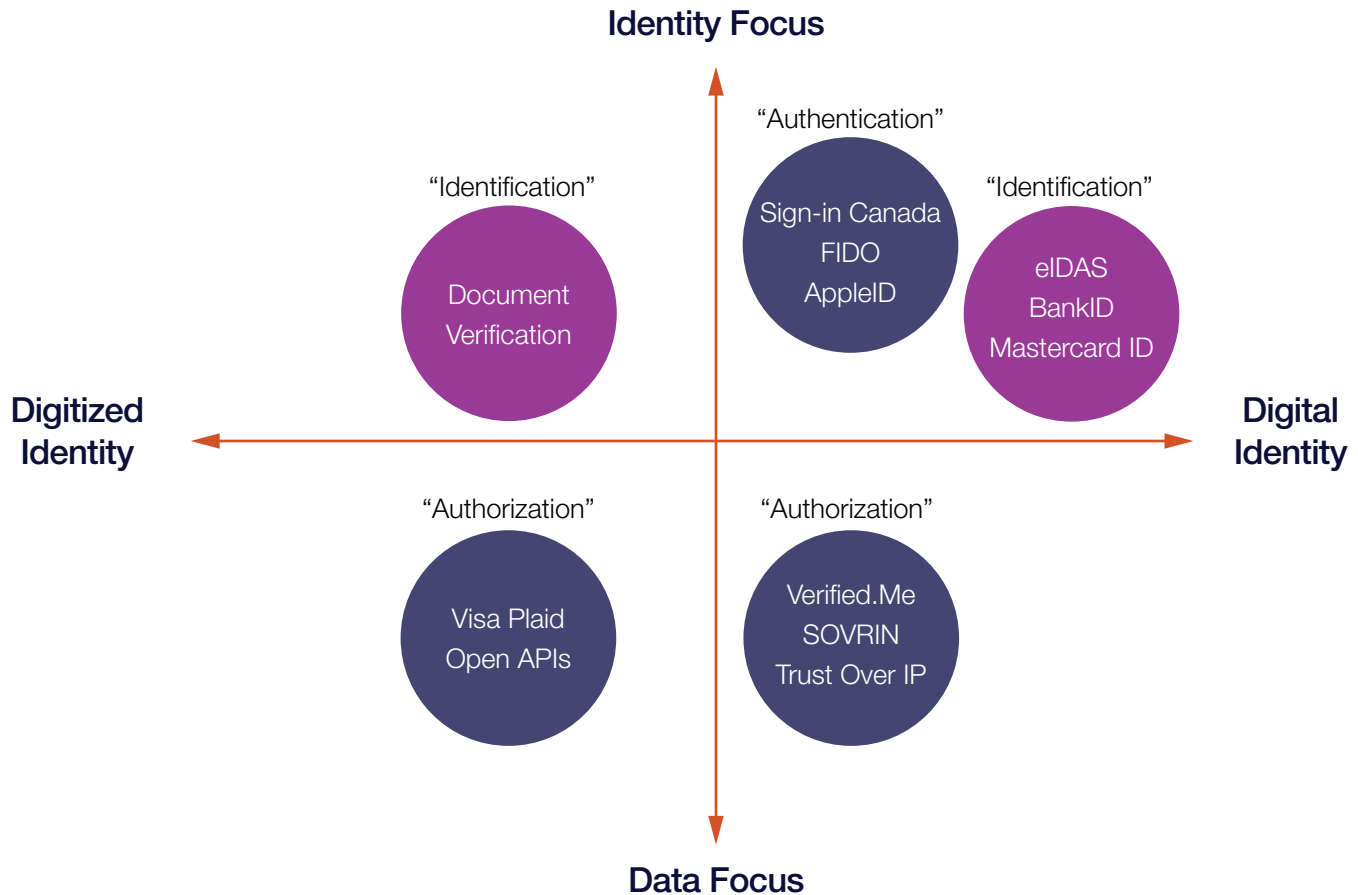 Identity Focus
“Authentication”
“Identification”
“Identification”
Sign-in Canada
FIDO
AppleID
eIDAS
BankID
Mastercard ID
Document
Verification
Digitized
Identity
Digital
Identity
“Authorization”
“Authorization”
Visa Plaid
Open APIs
Verified.Me
SOVRIN
Trust Over IP
Data Focus